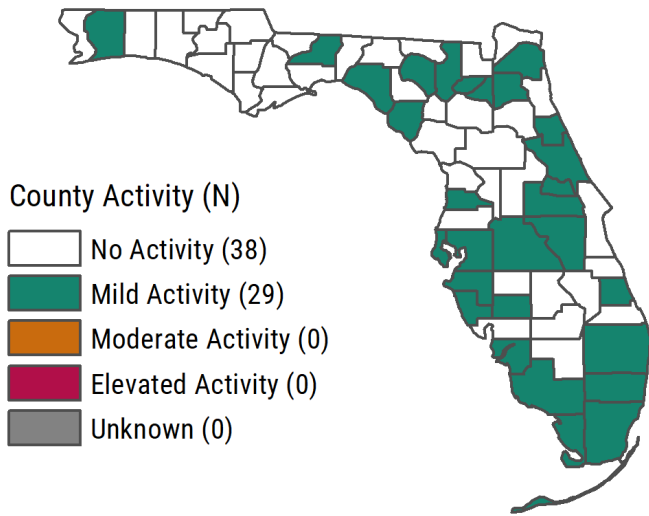 County Activity (N)
No Activity (38)
Mild Activity (29)
Moderate Activity (0)
Elevated Activity (0)
Unknown (0)